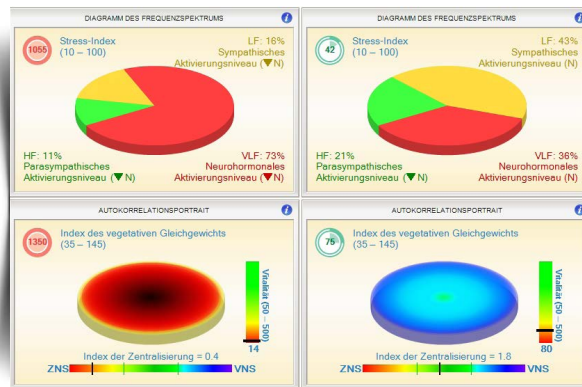 DIAGRAMM DES FREQUENZSPEKTRUMS
i
1055
Stress-Index
(10 – 100)
LF: 16%
Sympathisches
Aktivierungsniveau (▼N)
HF: 11%
Parasympathisches
Aktivierungsniveau (▼N)
VLF: 73%
Neurohormonales
Aktivierungsniveau (▼N)
DIAGRAMM DES FREQUENZSPEKTRUMS
i
42
Stress-Index
(10 – 100)
LF: 43%
Sympathisches
Aktivierungsniveau (N)
HF: 21%
Parasympathisches
Aktivierungsniveau (▼N)
VLF: 36%
Neurohormonales
Aktivierungsniveau (N)
AUTOKORRELATIONSPORTRAIT
i
1350
Index des vegetativen Gleichgewichts
(35 – 145)
Vitalität (50 – 500)
14
Index der Zentralisierung = 0.4
ZNS
VNS
AUTOKORRELATIONSPORTRAIT
i
75
Index des vegetativen Gleichgewichts
(35 – 145)
Vitalität (50 – 500)
80
Index der Zentralisierung = 1.8
ZNS
VNS